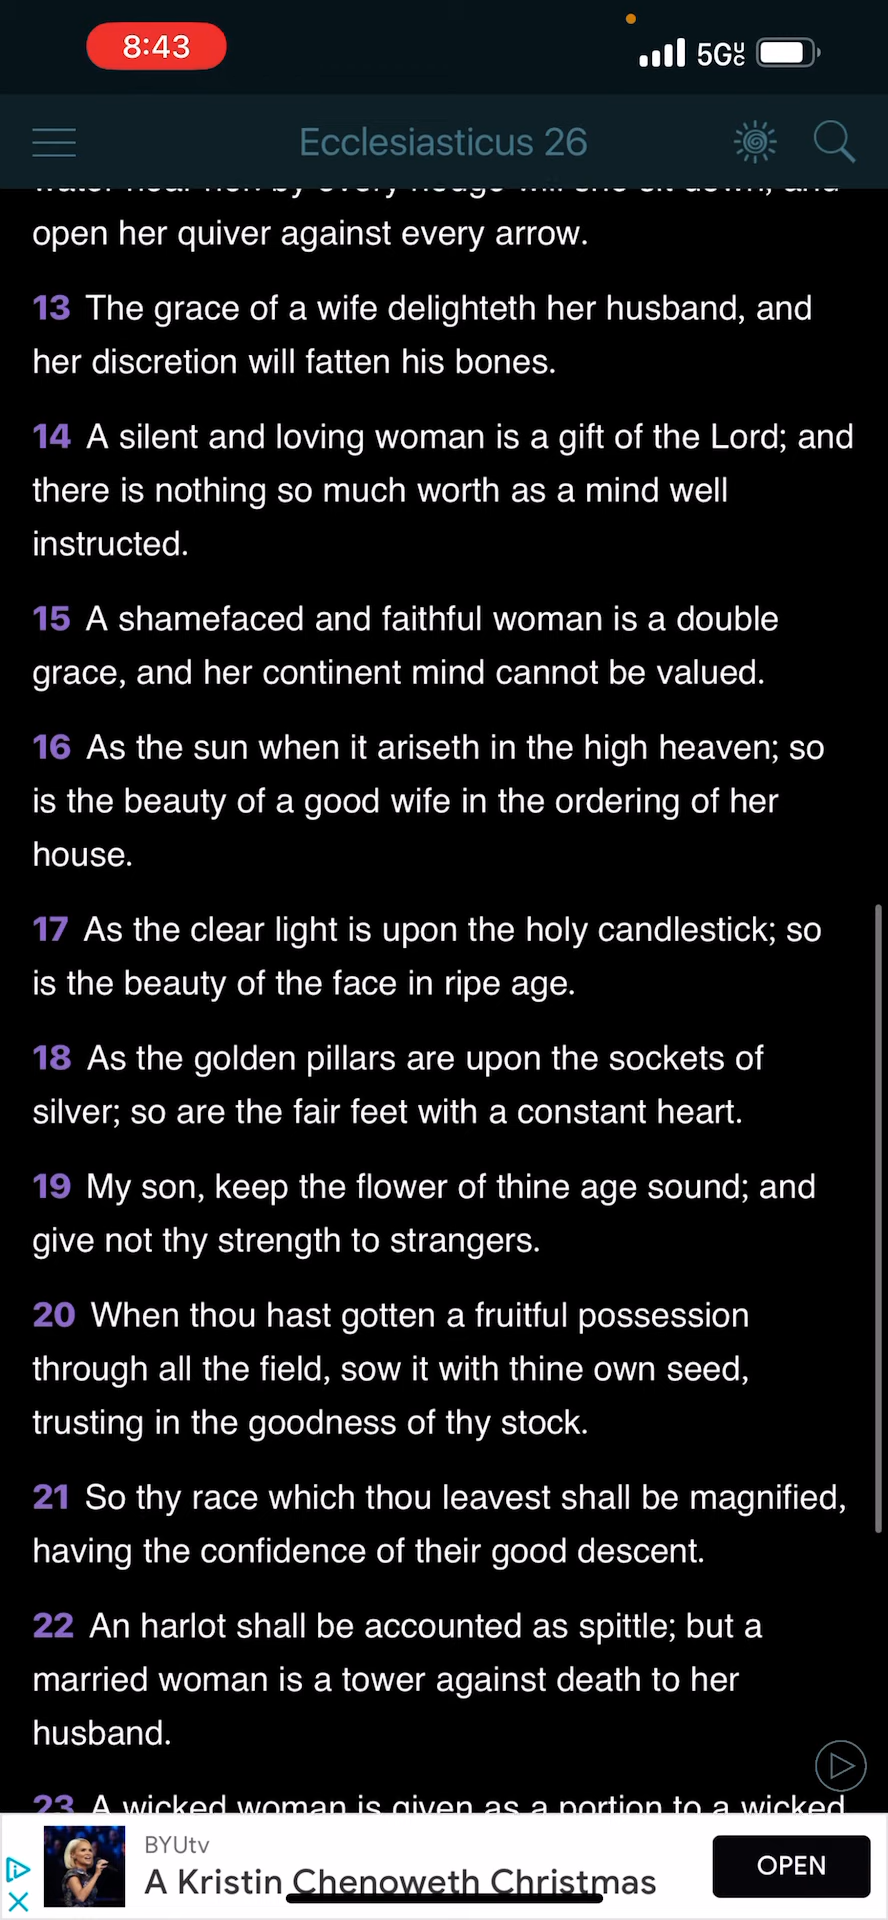 8:43
5G
Ecclesiasticus 26
open her quiver against every arrow.
13 The grace of a wife delighteth her husband, and
her discretion will fatten his bones.
14 A silent and loving woman is a gift of the Lord; and
there is nothing so much worth as a mind well
instructed.
15 A shamefaced and faithful woman is a double
grace, and her continent mind cannot be valued.
16 As the sun when it ariseth in the high heaven; so
is the beauty of a good wife in the ordering of her
house.
17 As the clear light is upon the holy candlestick; so
is the beauty of the face in ripe age.
18 As the golden pillars are upon the sockets of
silver; so are the fair feet with a constant heart.
19 My son, keep the flower of thine age sound; and
give not thy strength to strangers.
20 When thou hast gotten a fruitful possession
through all the field, sow it with thine own seed,
trusting in the goodness of thy stock.
21 So thy race which thou leavest shall be magnified,
having the confidence of their good descent.
22 An harlot shall be accounted as spittle; but a
married woman is a tower against death to her
husband.
23 A wicked woman is given as a portion to a wicked
BYUtv
A Kristin Chenoweth Christmas
OPEN